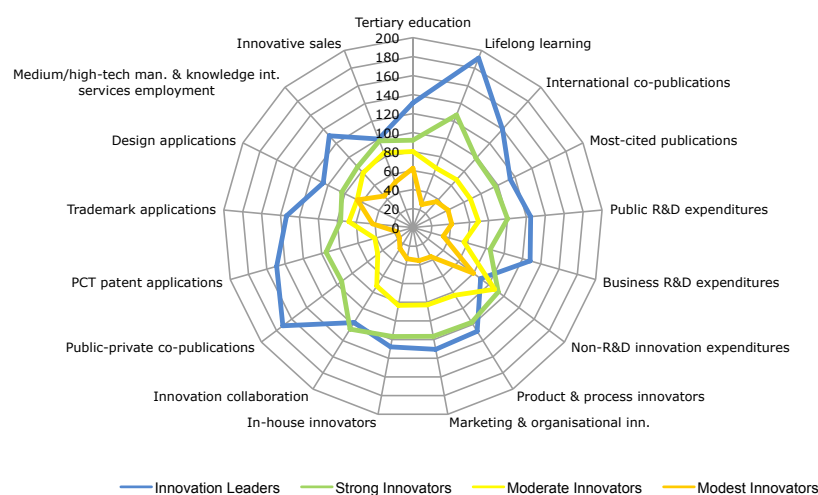 Tertiary education
200
Innovative sales
Lifelong learning
180
Medium/high-tech man. & knowledge int.
services employment
160
International co-publications
140
120
Design applications
Most-cited publications
100
80
60
Trademark applications
40
Public R&D expenditures
20
0
PCT patent applications
Business R&D expenditures
Public-private co-publications
Non-R&D innovation expenditures
Innovation collaboration
Product & process innovators
In-house innovators
Marketing & organisational inn.
Innovation Leaders
Strong Innovators
Moderate Innovators
Modest Innovators